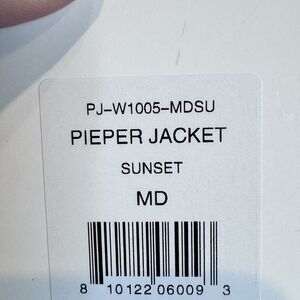 PJ-W1005-MDSU
PIEPER JACKET
SUNSET
MD
8 10122 06009 3